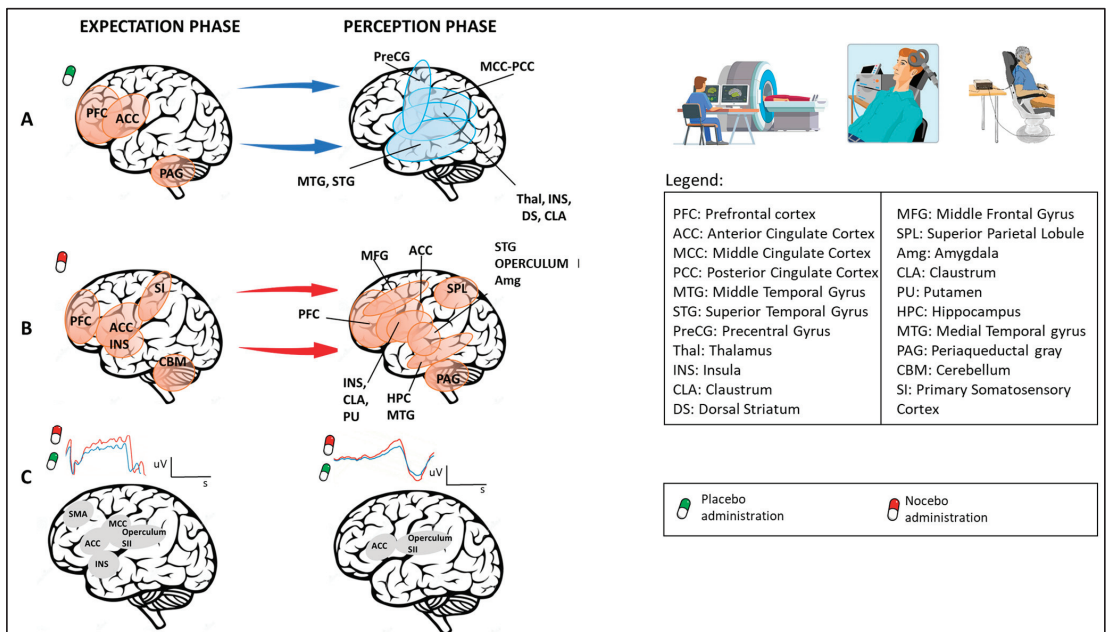 EXPECTATION PHASE
PERCEPTION PHASE
A
PFC
ACC
PAG
PreCG
MCC-PCC
MTG, STG
Thal, INS,
DS, CLA
B
SI
PFC
ACC
INS
CBM
MFG
ACC
STG
OPERCULUM
Amg
SPL
PFC
PAG
INS,
CLA,
PU
HPC
MTG
C
uV
s
uV
s
SMA
MCC
Operculum
ACC
SII
INS
Operculum
ACC
SII
Legend:
PFC: Prefrontal cortex
ACC: Anterior Cingulate Cortex
MCC: Middle Cingulate Cortex
PCC: Posterior Cingulate Cortex
MTG: Middle Temporal Gyrus
STG: Superior Temporal Gyrus
PreCG: Precentral Gyrus
Thal: Thalamus
INS: Insula
CLA: Claustrum
DS: Dorsal Striatum
MFG: Middle Frontal Gyrus
SPL: Superior Parietal Lobule
Amg: Amygdala
CLA: Claustrum
PU: Putamen
HPC: Hippocampus
MTG: Medial Temporal gyrus
PAG: Periaqueductal gray
CBM: Cerebellum
SI: Primary Somatosensory
Cortex
Placebo
administration
Nocebo
administration